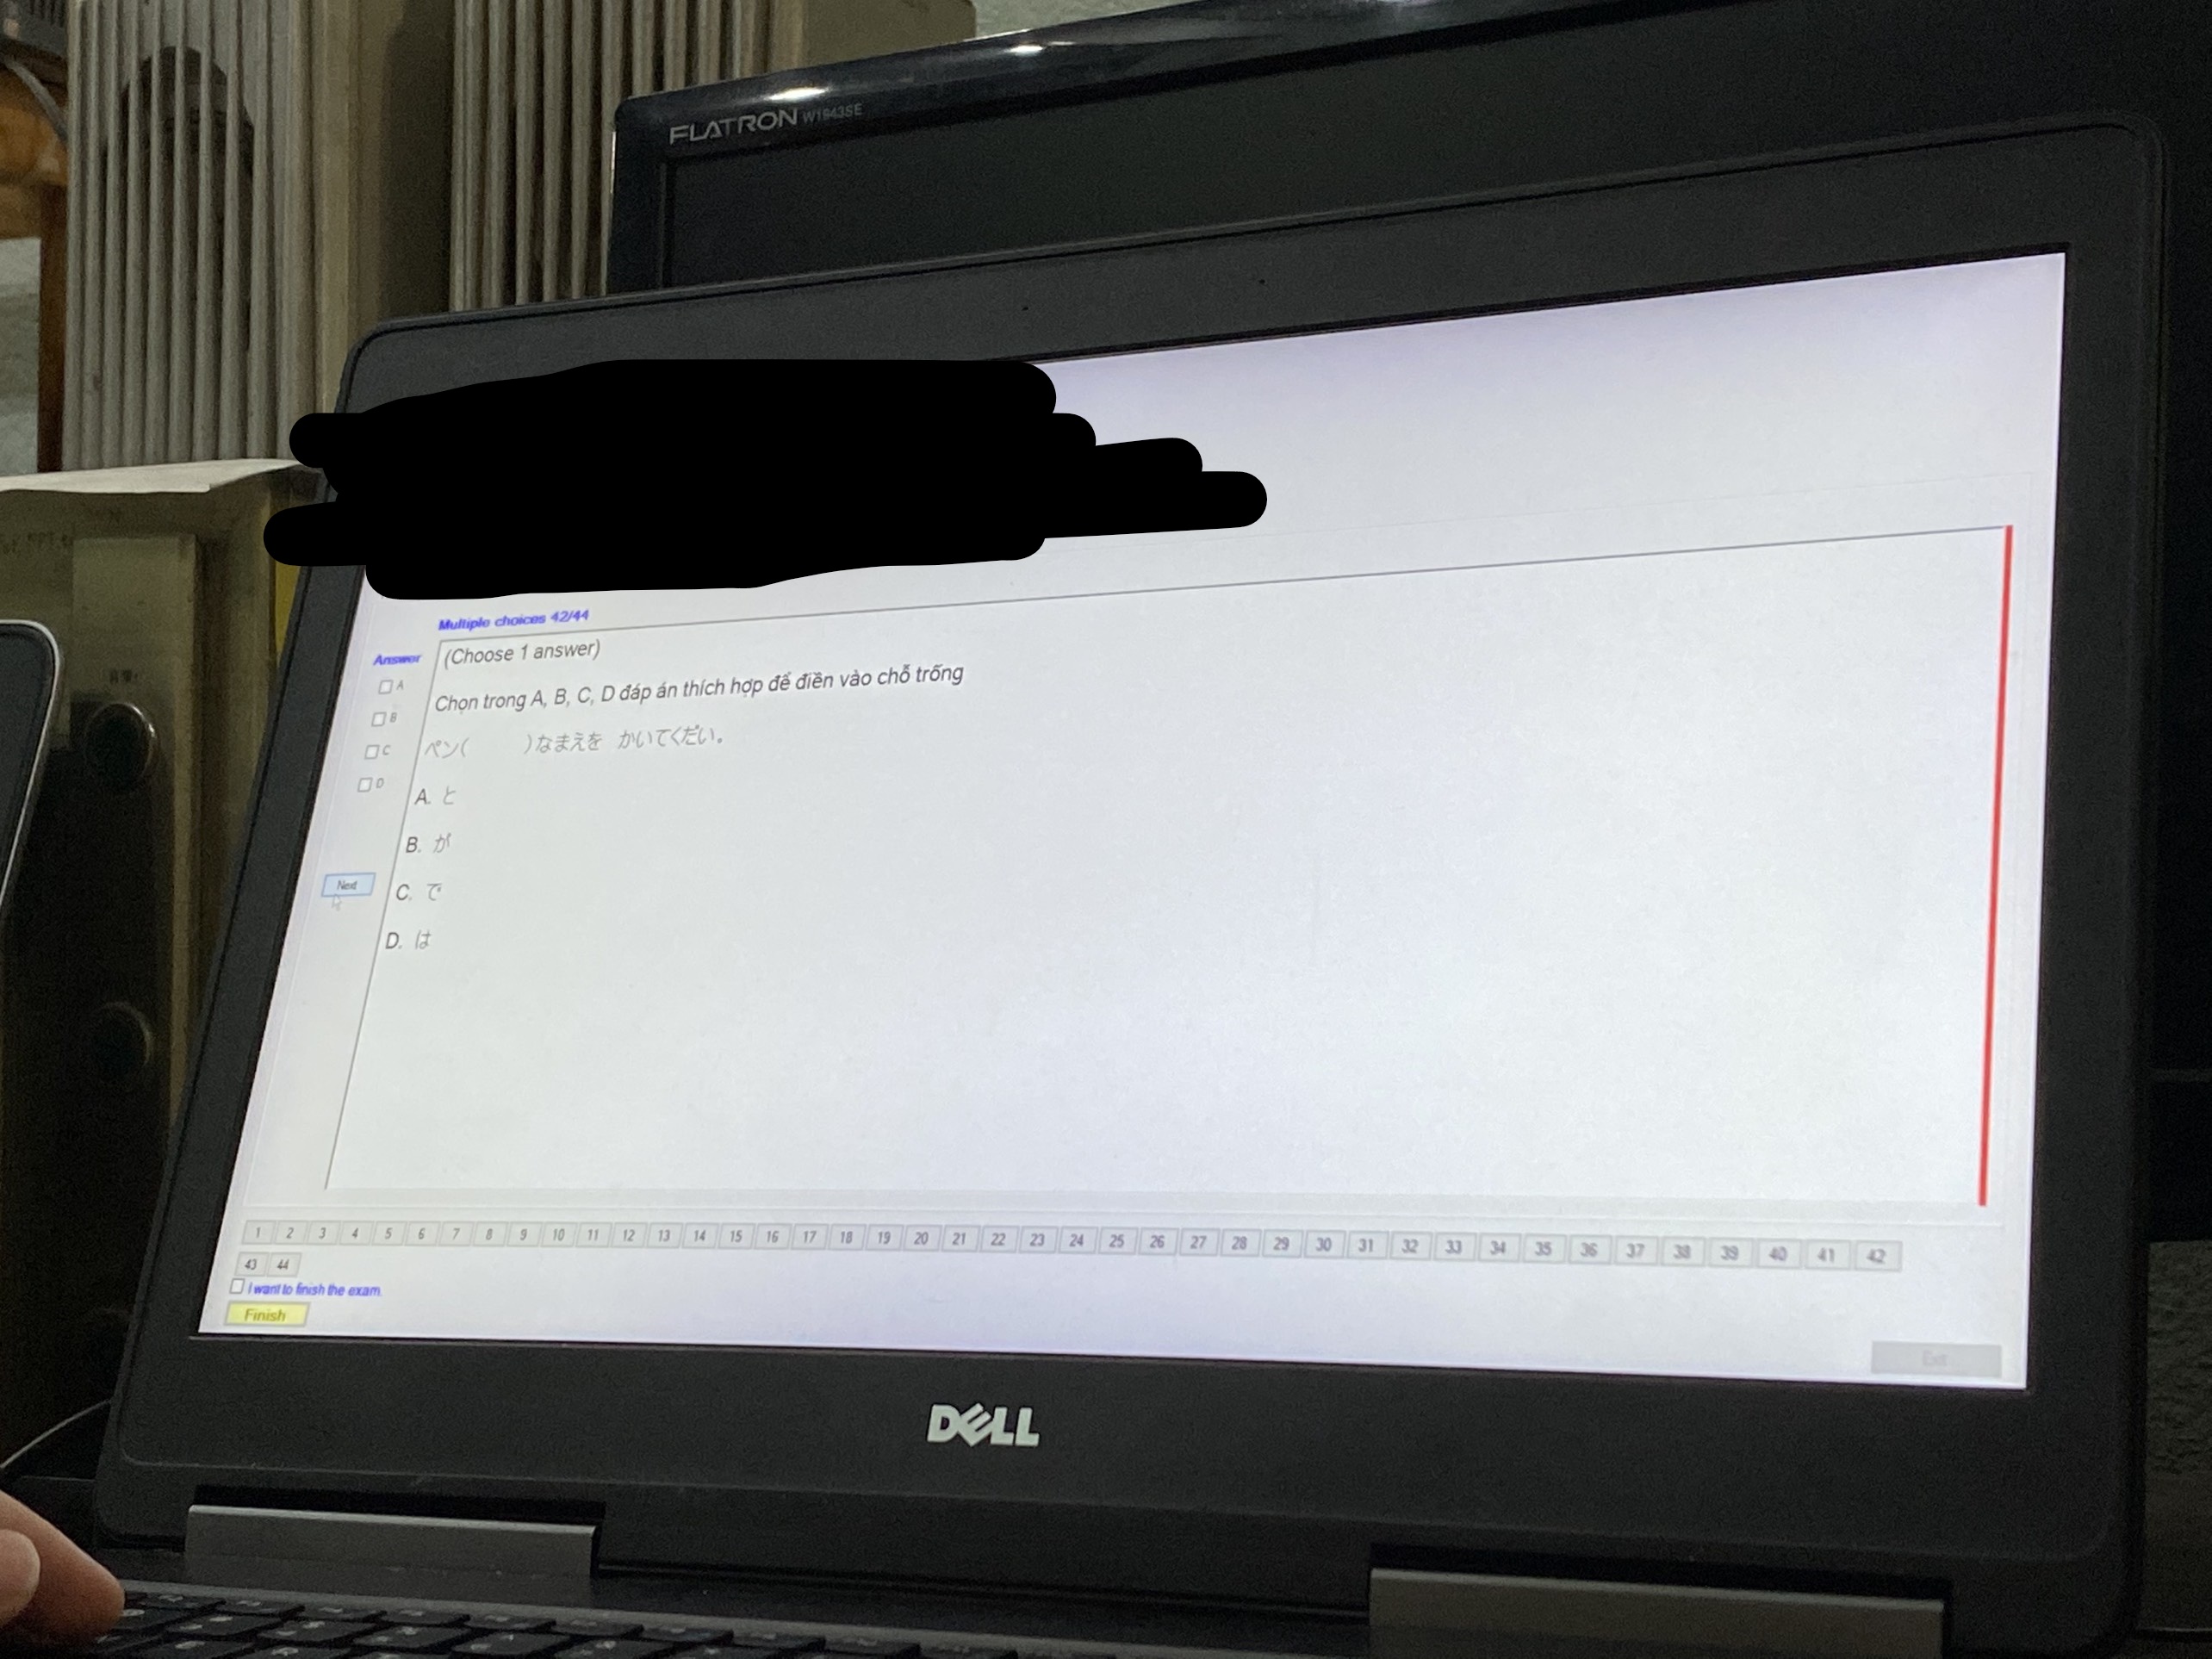 FLATRON W1943SE
Multiple choices 42/44
Answer
(Choose 1 answer)
A
B
C
D
Chọn trong A, B, C, D đáp án thích hợp để điền vào chỗ trống
ペン( )なまえを かいてくだい。
A. と
B. が
C. で
D. は
Next
1 2 3 4 5 6 7 8 9 10 11 12 13 14 15 16 17 18 19 20 21 22 23 24 25 26 27 28 29 30 31 32 33 34 35 36 37 38 39 40 41 42
43 44
I want to finish the exam.
Finish
Exit
DELL